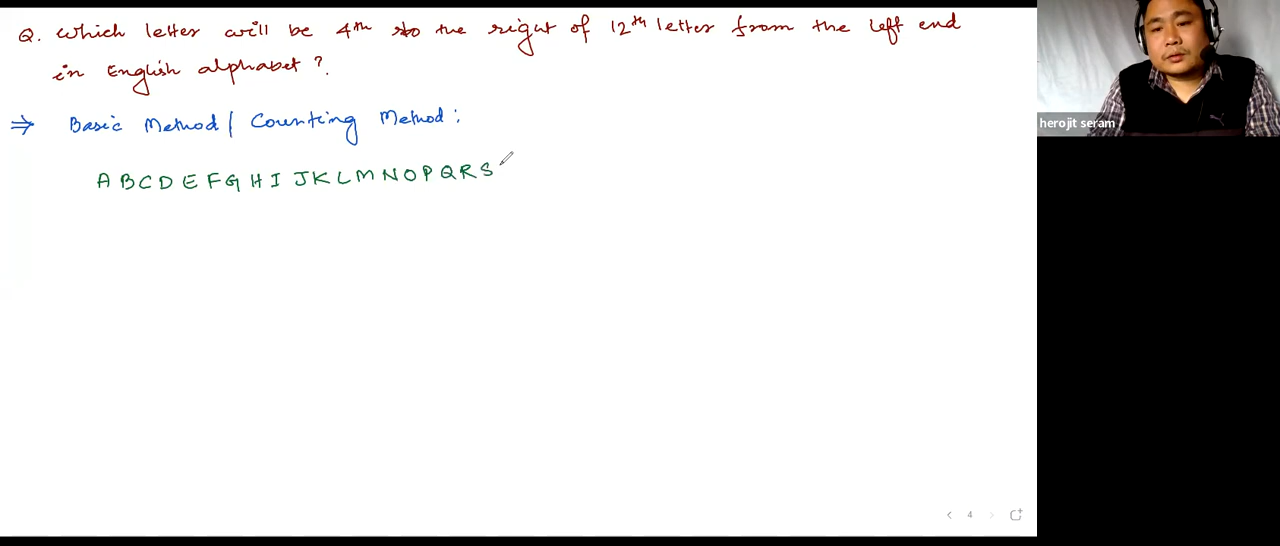 Q. Which letter will be 4th to the right of 12th letter from the left end
in English alphabet?
⇒ Basic Method / Counting Method:
A B C D E F G H I J K L M N O P Q R S
herojit seram
4